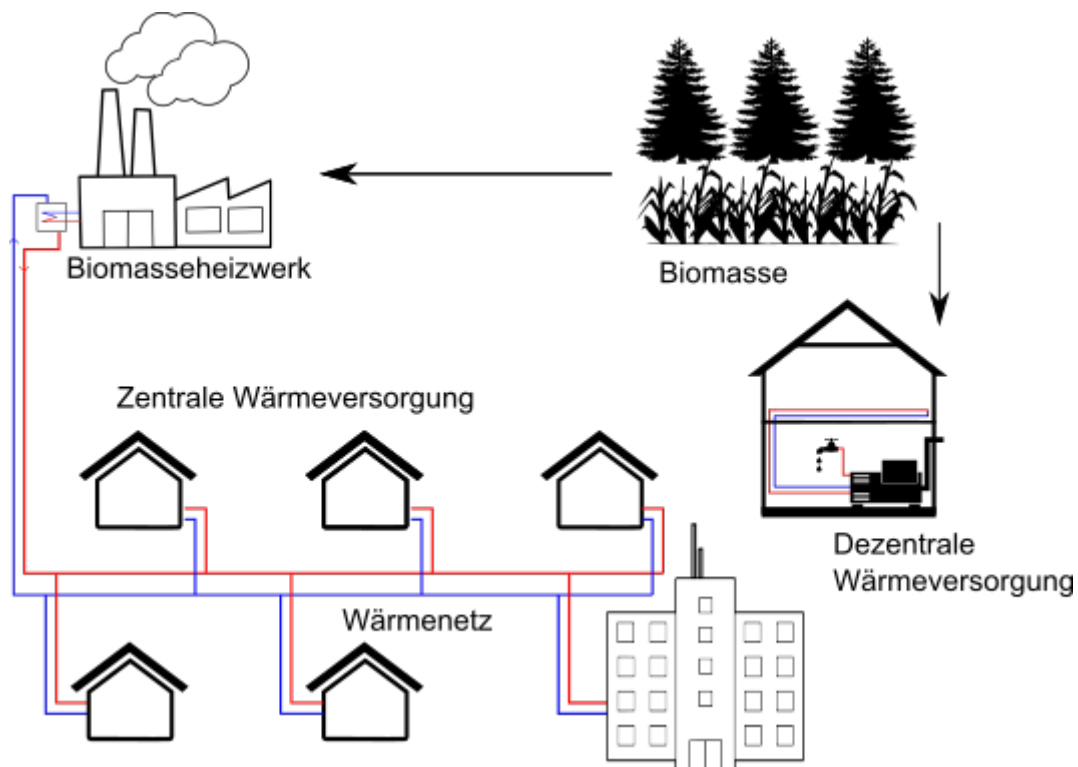 Biomasseheizwerk
Biomasse
Zentrale Wärmeversorgung
Dezentrale
Wärmeversorgung
Wärmenetz